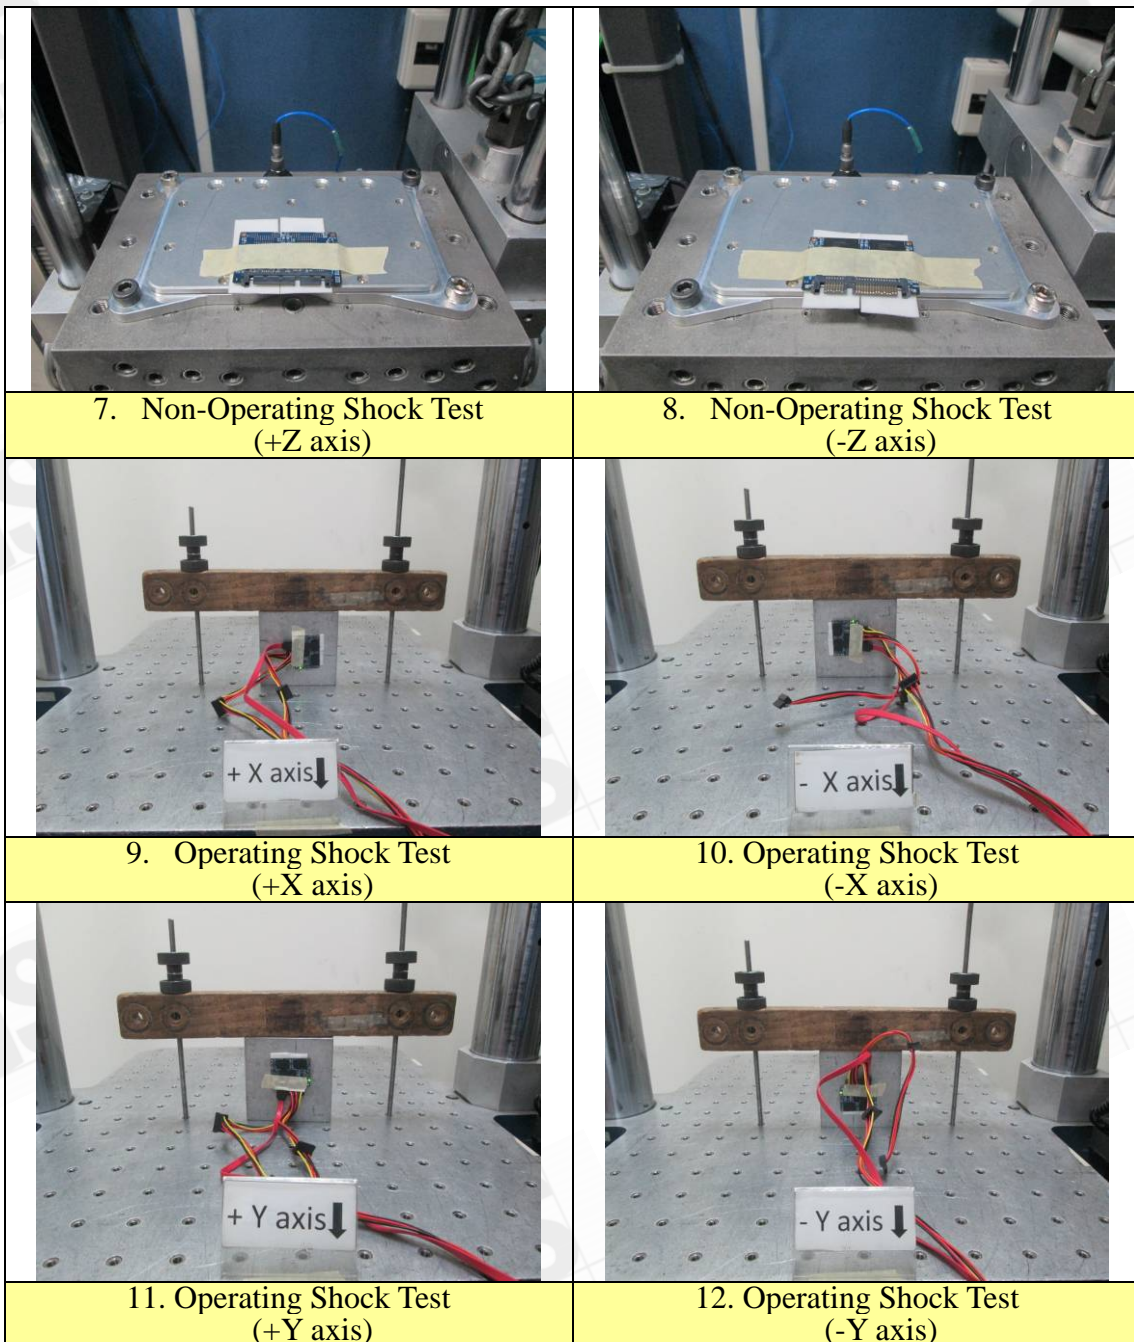 7. Non-Operating Shock Test
(+Z axis)
8. Non-Operating Shock Test
(-Z axis)
+ X axis
- X axis
9. Operating Shock Test
(+X axis)
10. Operating Shock Test
(-X axis)
+ Y axis
- Y axis
11. Operating Shock Test
(+Y axis)
12. Operating Shock Test
(-Y axis)